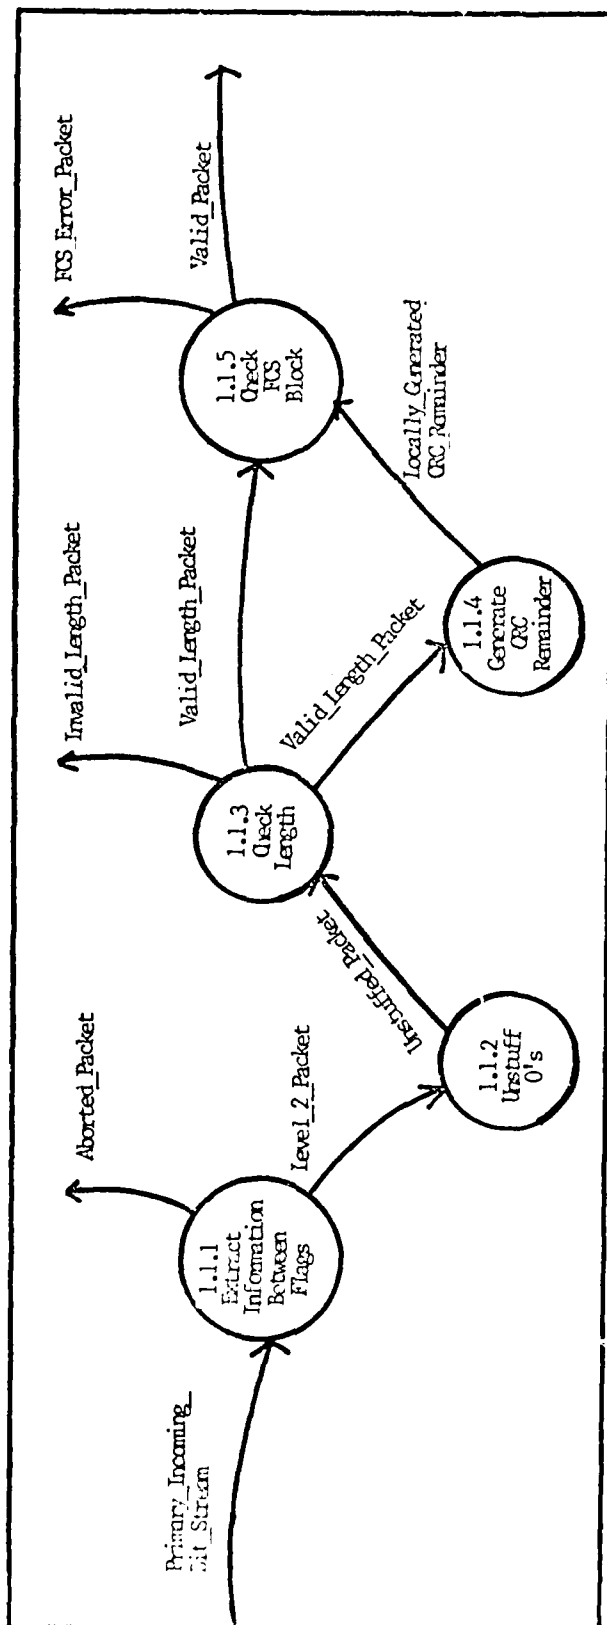 Primary_Incoming_
Bit_Stream
1.1.1
Extract
Information
Between
Flags
Aborted_Packet
Level_2_Packet
1.1.2
Unstuff
0's
Unstuffed_Packet
1.1.3
Check
Length
Invalid_Length_Packet
Valid_Length_Packet
Valid_Length_Packet
1.1.4
Generate
CRC
Remainder
Locally_Generated
CRC_Remainder
1.1.5
Check
FCS
Block
FCS_Error_Packet
Valid_Packet